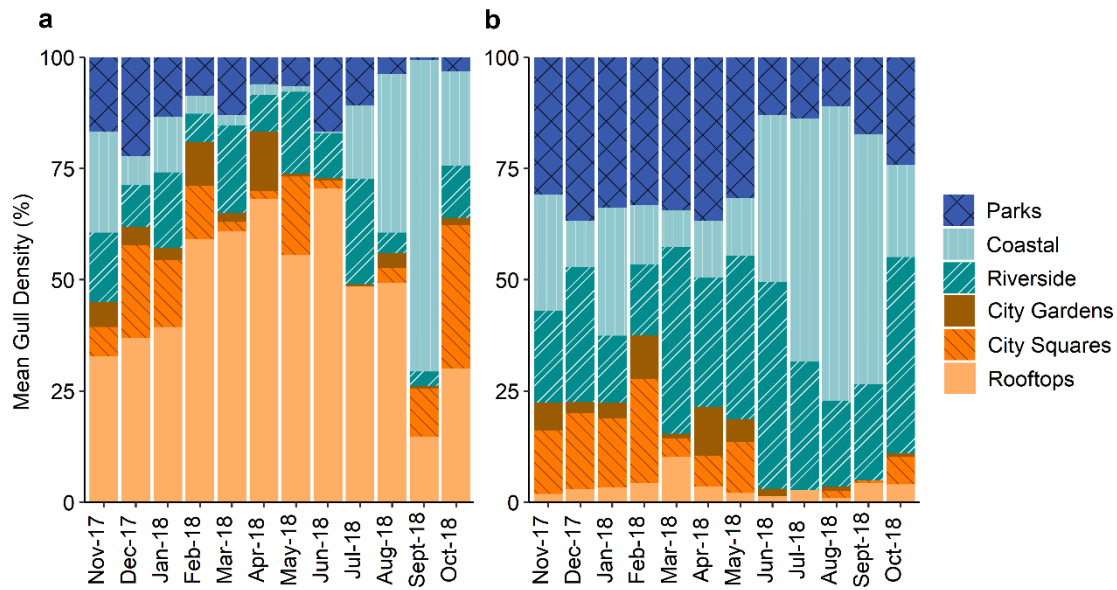 a
b
Mean Gull Density (%)
100
75
50
25
0
Nov-17
Dec-17
Jan-18
Feb-18
Mar-18
Apr-18
May-18
Jun-18
Jul-18
Aug-18
Sept-18
Oct-18
100
75
50
25
0
Nov-17
Dec-17
Jan-18
Feb-18
Mar-18
Apr-18
May-18
Jun-18
Jul-18
Aug-18
Sept-18
Oct-18
Parks
Coastal
Riverside
City Gardens
City Squares
Rooftops